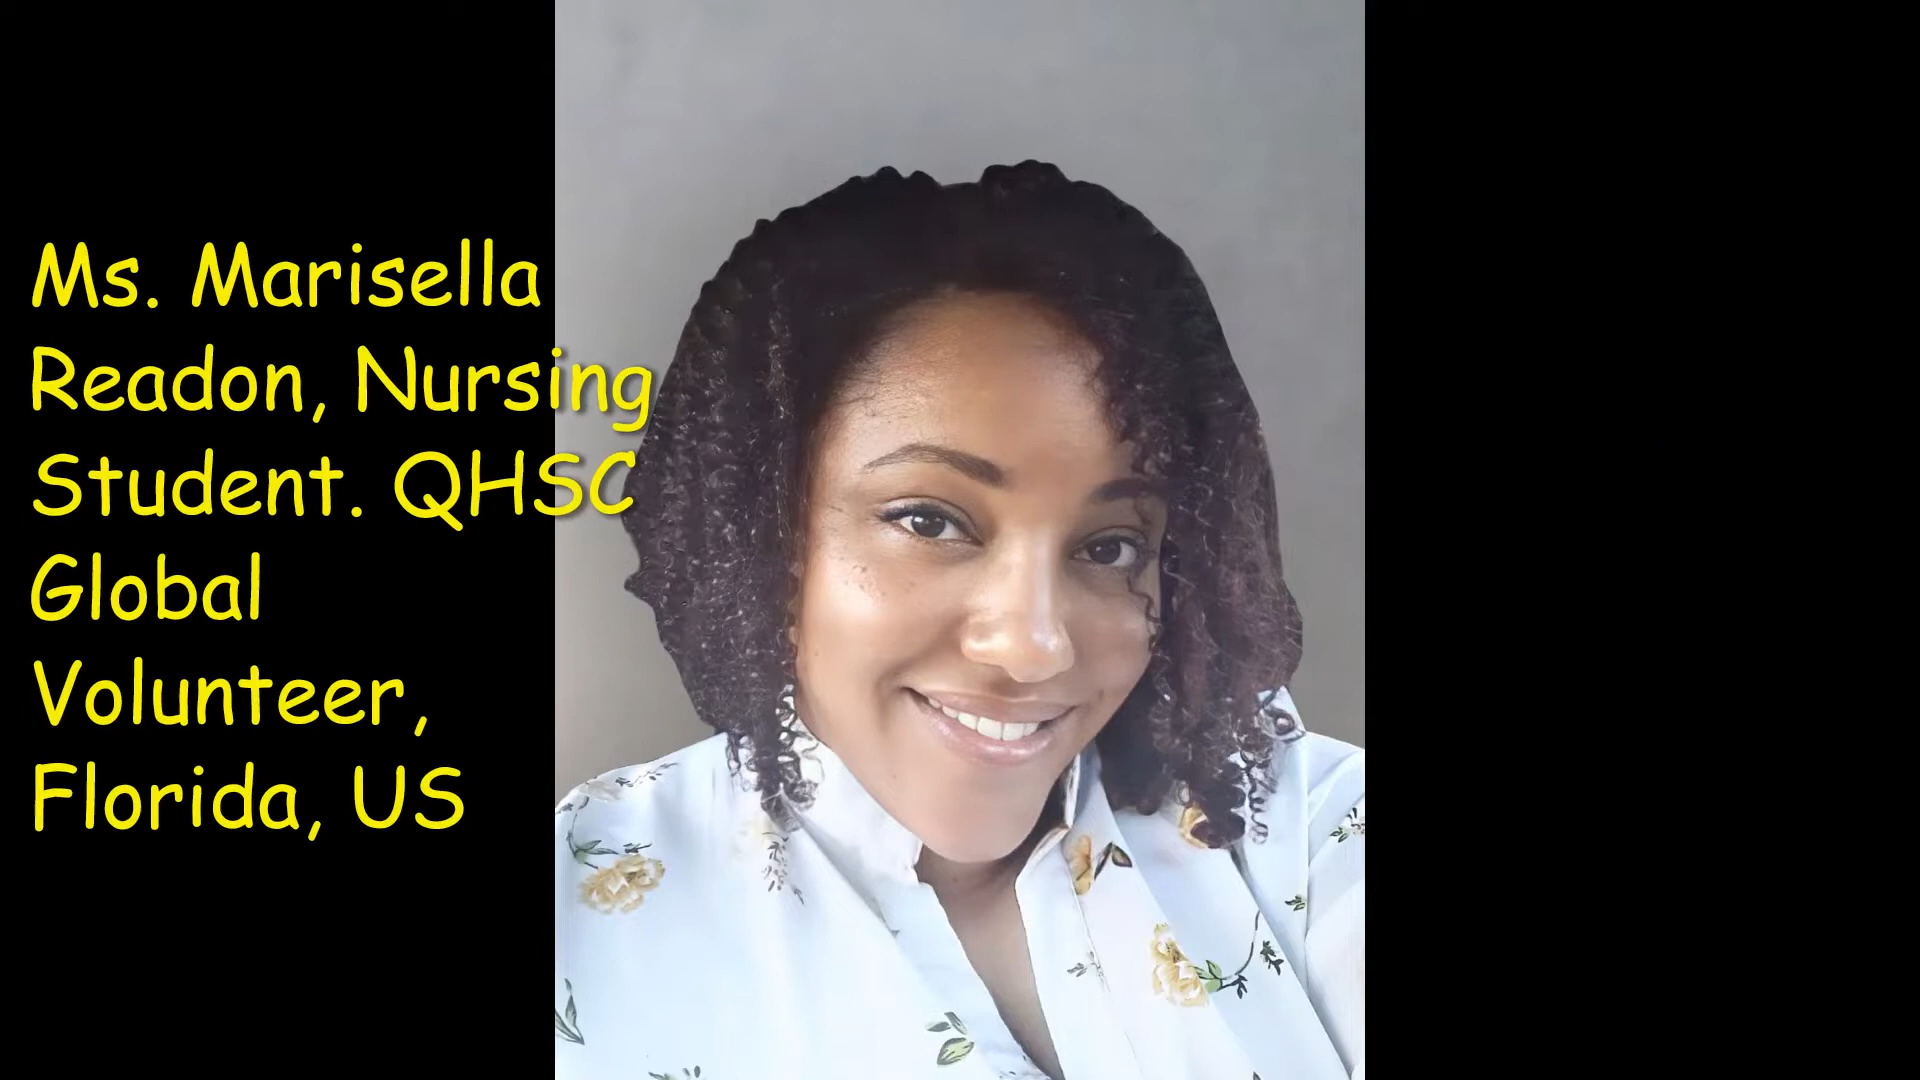 Ms. Marisella
Readon, Nursing
Student. QHSC
Global
Volunteer,
Florida, US